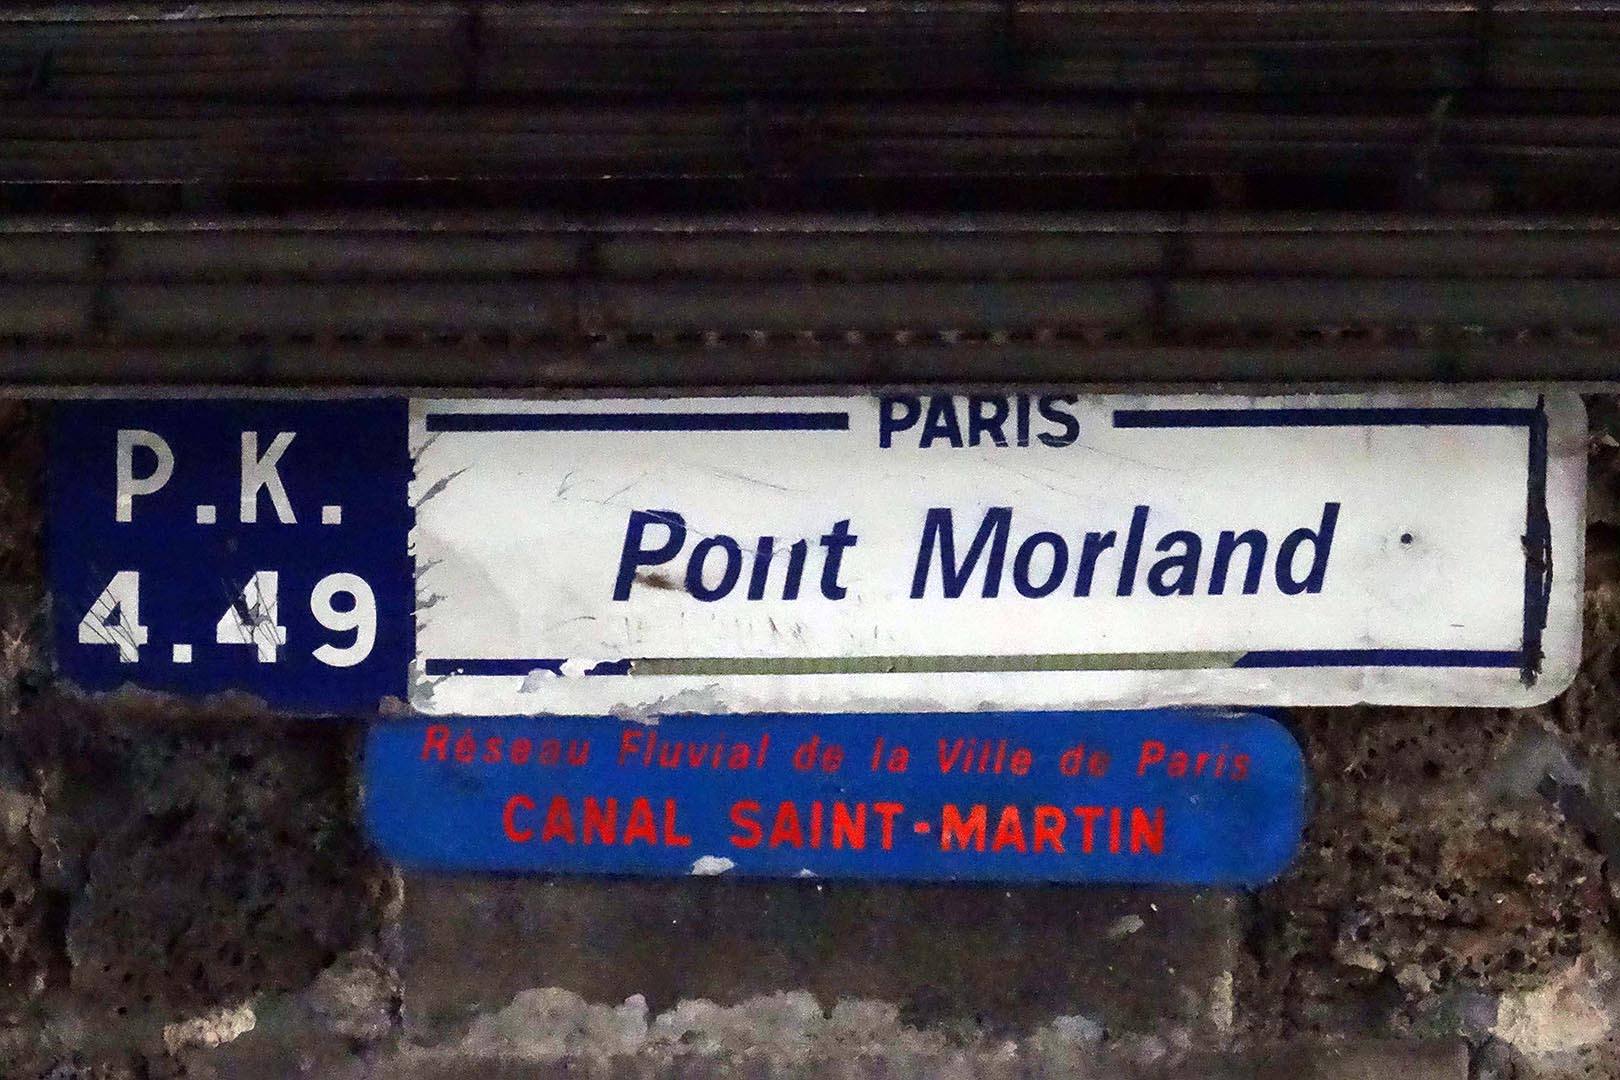 P.K.
4.49
PARIS
Pont Morland
Réseau Fluvial de la Ville de Paris
CANAL SAINT-MARTIN